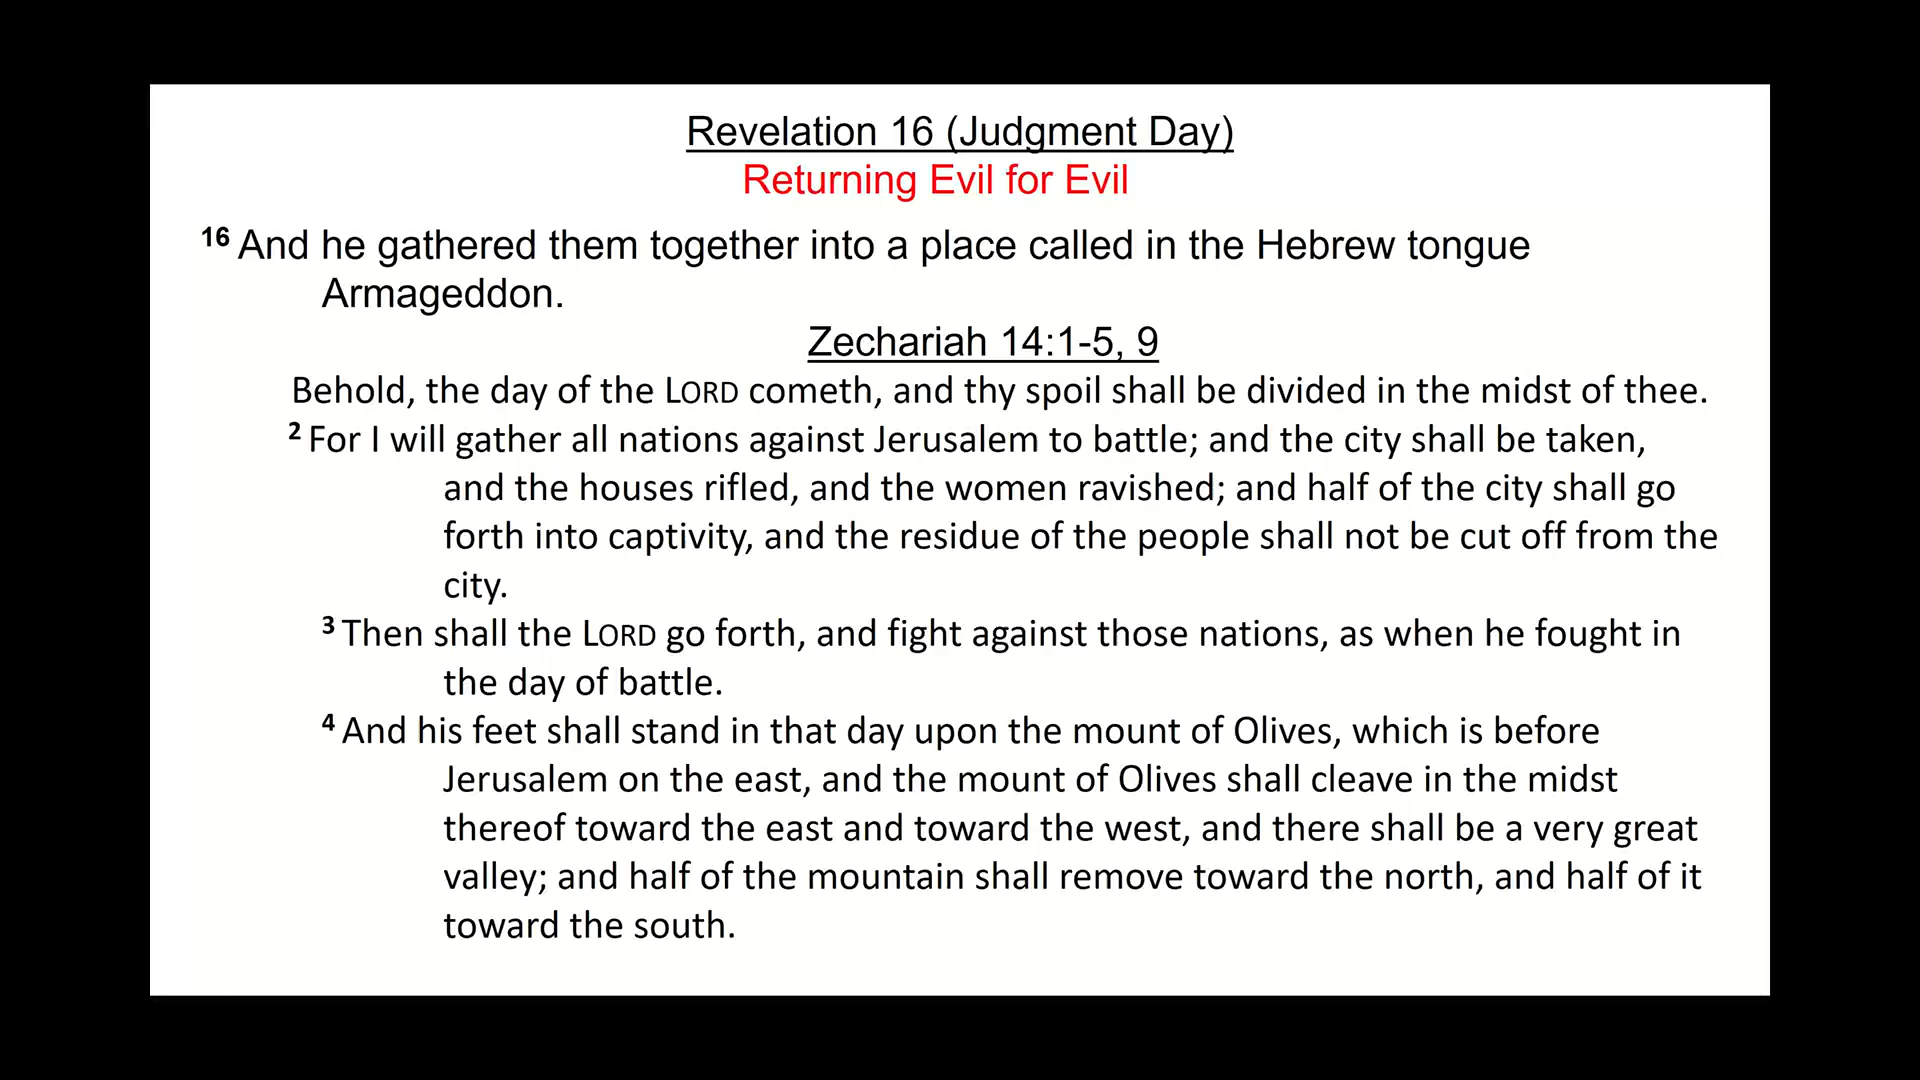 Revelation 16 (Judgment Day)
Returning Evil for Evil
16 And he gathered them together into a place called in the Hebrew tongue
Armageddon.
Zechariah 14:1-5, 9
Behold, the day of the LORD cometh, and thy spoil shall be divided in the midst of thee.
2 For I will gather all nations against Jerusalem to battle; and the city shall be taken,
and the houses rifled, and the women ravished; and half of the city shall go
forth into captivity, and the residue of the people shall not be cut off from the
city.
3 Then shall the LORD go forth, and fight against those nations, as when he fought in
the day of battle.
4 And his feet shall stand in that day upon the mount of Olives, which is before
Jerusalem on the east, and the mount of Olives shall cleave in the midst
thereof toward the east and toward the west, and there shall be a very great
valley; and half of the mountain shall remove toward the north, and half of it
toward the south.